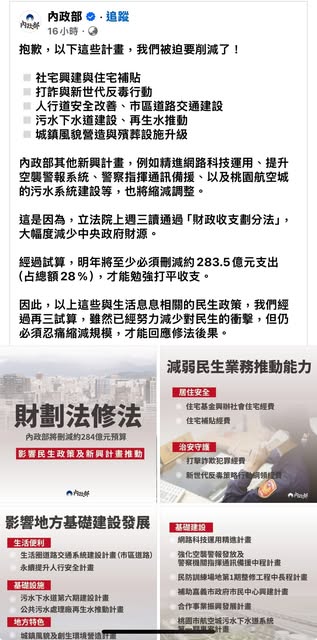 內政部 · 追蹤
16小時 ·
抱歉，以下這些計畫，我們被迫要削減了！
社宅興建與住宅補貼
打詐與新世代反毒行動
人行道安全改善、市區道路交通建設
污水下水道建設、再生水推動
城鎮風貌營造與殯葬設施升級
內政部其他新興計畫，例如精進網路科技運用、提升
空襲警報系統、警察指揮通訊備援、以及桃園航空城
的污水系統建設等，也將縮減調整。
這是因為，立法院上週三讀通過「財政收支劃分法」，
大幅度減少中央政府財源。
經過試算，明年將至少必須刪減約283.5億元支出
(占總額28%)，才能勉強打平收支。
因此，以上這些與生活息息相關的民生政策，我們經
過再三試算，雖然已經努力減少對民生的衝擊，但仍
必須忍痛縮減規模，才能回應修法後果。
財劃法修法
內政部將刪減約284億元預算
影響民生政策及新興計畫推動
內政部
減弱民生業務推動能力
居住安全
住宅基金興辦社會住宅經費
住宅補貼經費
治安守護
打擊詐欺犯罪經費
新世代反毒策略行動綱領經費
內政部
影響地方基礎建設發展
生活便利
生活圈道路交通系統建設計畫(市區道路)
永續提升人行安全計畫
基礎設施
污水下水道第六期建設計畫
公共污水處理廠再生水推動計畫
地方特色
城鎮風貌及創生環境營造計畫
基礎建設
網路科技運用精進計畫
強化空襲警報發放及
警察機關指揮通訊備援中程計畫
民防訓練場地第1期整修工程中長程計畫
補助嘉義市政府市民中心興建計畫
合作事業振興發展計畫
桃園市航空城污水下水道系統